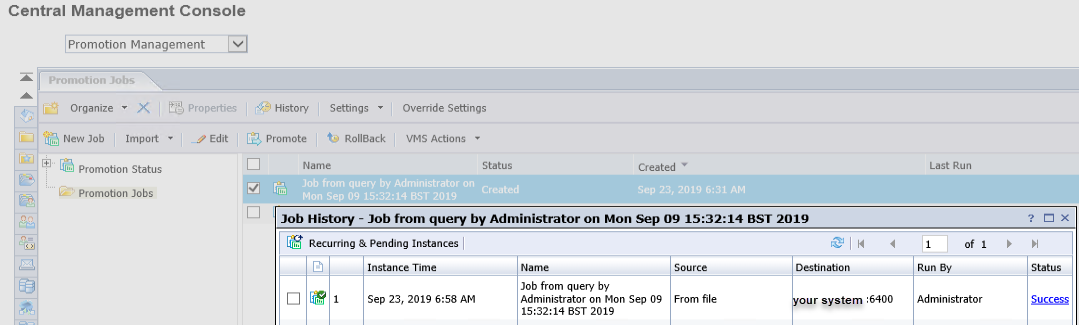 Central Management Console
Promotion Management
Promotion Jobs
Organize Properties History Settings Override Settings
New Job Import Edit Promote RollBack VMS Actions
Promotion Status
Promotion Jobs
Name Status Created Last Run
Job from query by Administrator on
Mon Sep 09 15:32:14 BST 2019
Created Sep 23, 2019 6:31 AM
Job History - Job from query by Administrator on Mon Sep 09 15:32:14 BST 2019 ?
Recurring & Pending Instances 1 of 1
Instance Time Name Source Destination Run By Status
1 Sep 23, 2019 6:58 AM
Job from query by
Administrator on Mon Sep 09
15:32:14 BST 2019
From file your system :6400 Administrator Success